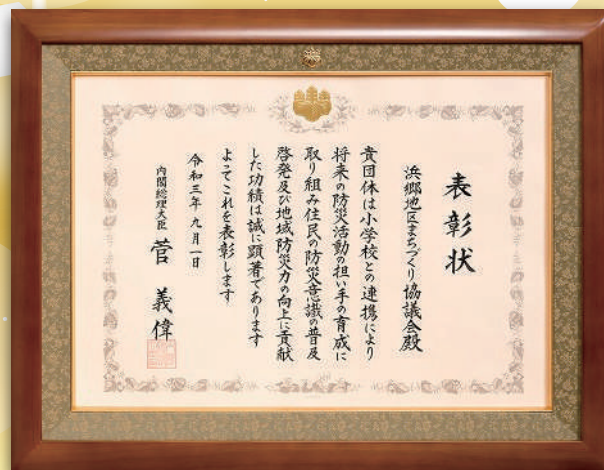 表彰状
浜郷地区まちづくり協議会殿
貴団体は小学校との連携により
将来の防災活動の担い手の育成に
取り組み住民の防災意識の普及
啓発及び地域防災力の向上に貢献
した功績は誠に顕著であります
よってこれを表彰します
令和三年九月一日
内閣総理大臣 菅 義偉